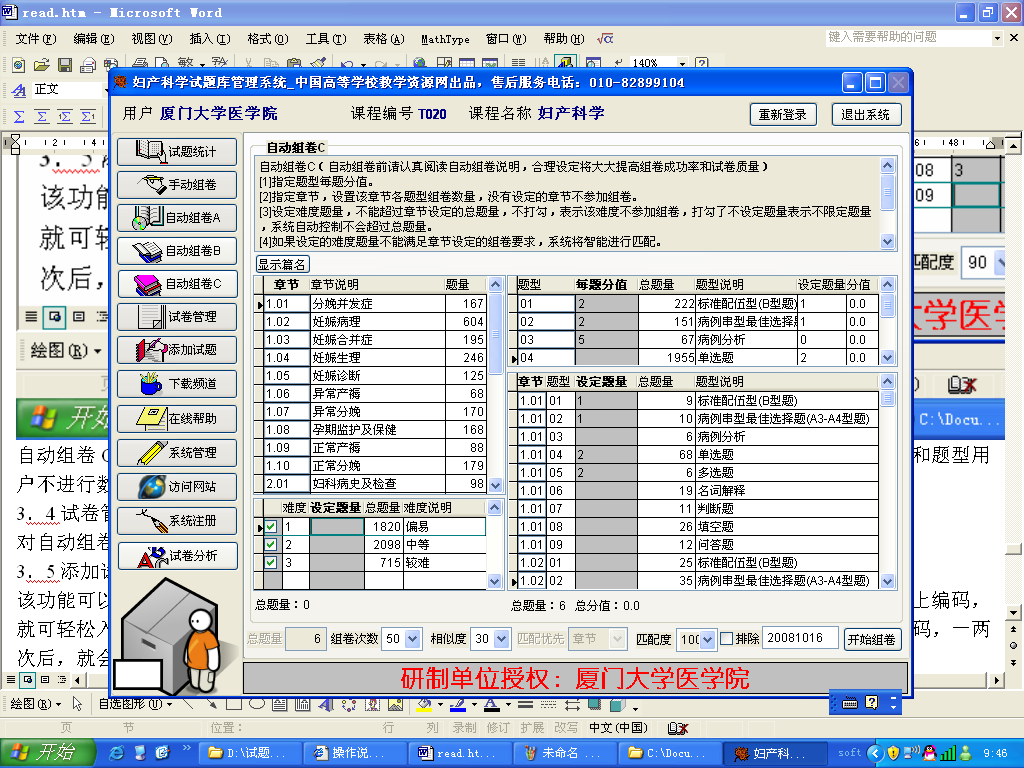 read.htm - Microsoft Word
文件(F) 编辑(E) 视图(V) 插入(I) 格式(O) 工具(T) 表格(A) MathType 窗口(W) 帮助(H) √α
键入需要帮助的问题
140%
正文
妇产科学试题库管理系统_中国高等学校教学资源网出品，售后服务电话：010-82899104
用户 厦门大学医学院 课程编号 T020 课程名称 妇产科学
重新登录 退出系统
试题统计
手动组卷
自动组卷A
自动组卷B
自动组卷C
试卷管理
添加试题
下载频道
在线帮助
系统管理
访问网站
系统注册
试卷分析
自动组卷C
自动组卷C（自动组卷前请认真阅读自动组卷说明，合理设定将大大提高组卷成功率和试卷质量）
[1]指定题型每题分值。
[2]指定章节，设置该章节各题型组卷数量，没有设定的章节不参加组卷。
[3]设定难度题量，不能超过章节设定的总题量，不打勾，表示该难度不参加组卷，打勾了不设定题量表示不限定题量
，系统自动控制不会超过总题量。
[4]如果设定的难度题量不能满足章节设定的组卷要求，系统将智能进行匹配。
显示篇名
章节 章节说明 题量
1.01 分娩并发症 167
1.02 妊娠病理 604
1.03 妊娠合并症 195
1.04 妊娠生理 246
1.05 妊娠诊断 125
1.06 异常产褥 68
1.07 异常分娩 170
1.08 孕期监护及保健 168
1.09 正常产褥 88
1.10 正常分娩 179
2.01 妇科病史及检查 98
难度 设定题量 总题量 难度说明
1 1820 偏易
2 2098 中等
3 715 较难
总题量：0
题型 每题分值 总题量 题型说明 设定题量 分值
01 2 222 标准配伍型(B型题) 1 0.0
02 2 151 病例串型最佳选择 1 0.0
03 5 67 病例分析 0 0.0
04 1955 单选题 2 0.0
章节 题型 设定题量 总题量 题型说明
1.01 01 1 9 标准配伍型(B型题)
1.01 02 1 10 病例串型最佳选择题(A3-A4型题)
1.01 03 6 病例分析
1.01 04 2 68 单选题
1.01 05 2 6 多选题
1.01 06 19 名词解释
1.01 07 11 判断题
1.01 08 26 填空题
1.01 09 12 问答题
1.02 01 25 标准配伍型(B型题)
1.02 02 35 病例串型最佳选择题(A3-A4型题)
总题量：6 总分值：0.0
总题量 6 组卷次数 50 相似度 30 匹配优先 章节 匹配度 100 排除 20081016 开始组卷
研制单位授权：厦门大学医学院
该功能
就可轻
次后，
绘图(R)
开始
08 3
09
匹配度 90
大学医学
C:\Docu...
自动组卷 和题型用
户不进行数
3．4 试卷管
对自动组卷
3．5 添加试
该功能可以 上编码，
就可轻松入 码，一两
次后，就会
绘图(R) 自选图形(U)
页 节 位置： 行 列 录制 修订 扩展 改写 中文(中国)
开始 D:\试题... 操作说... read.ht... 未命名 ... C:\Docu... 妇产科... soft 9:46